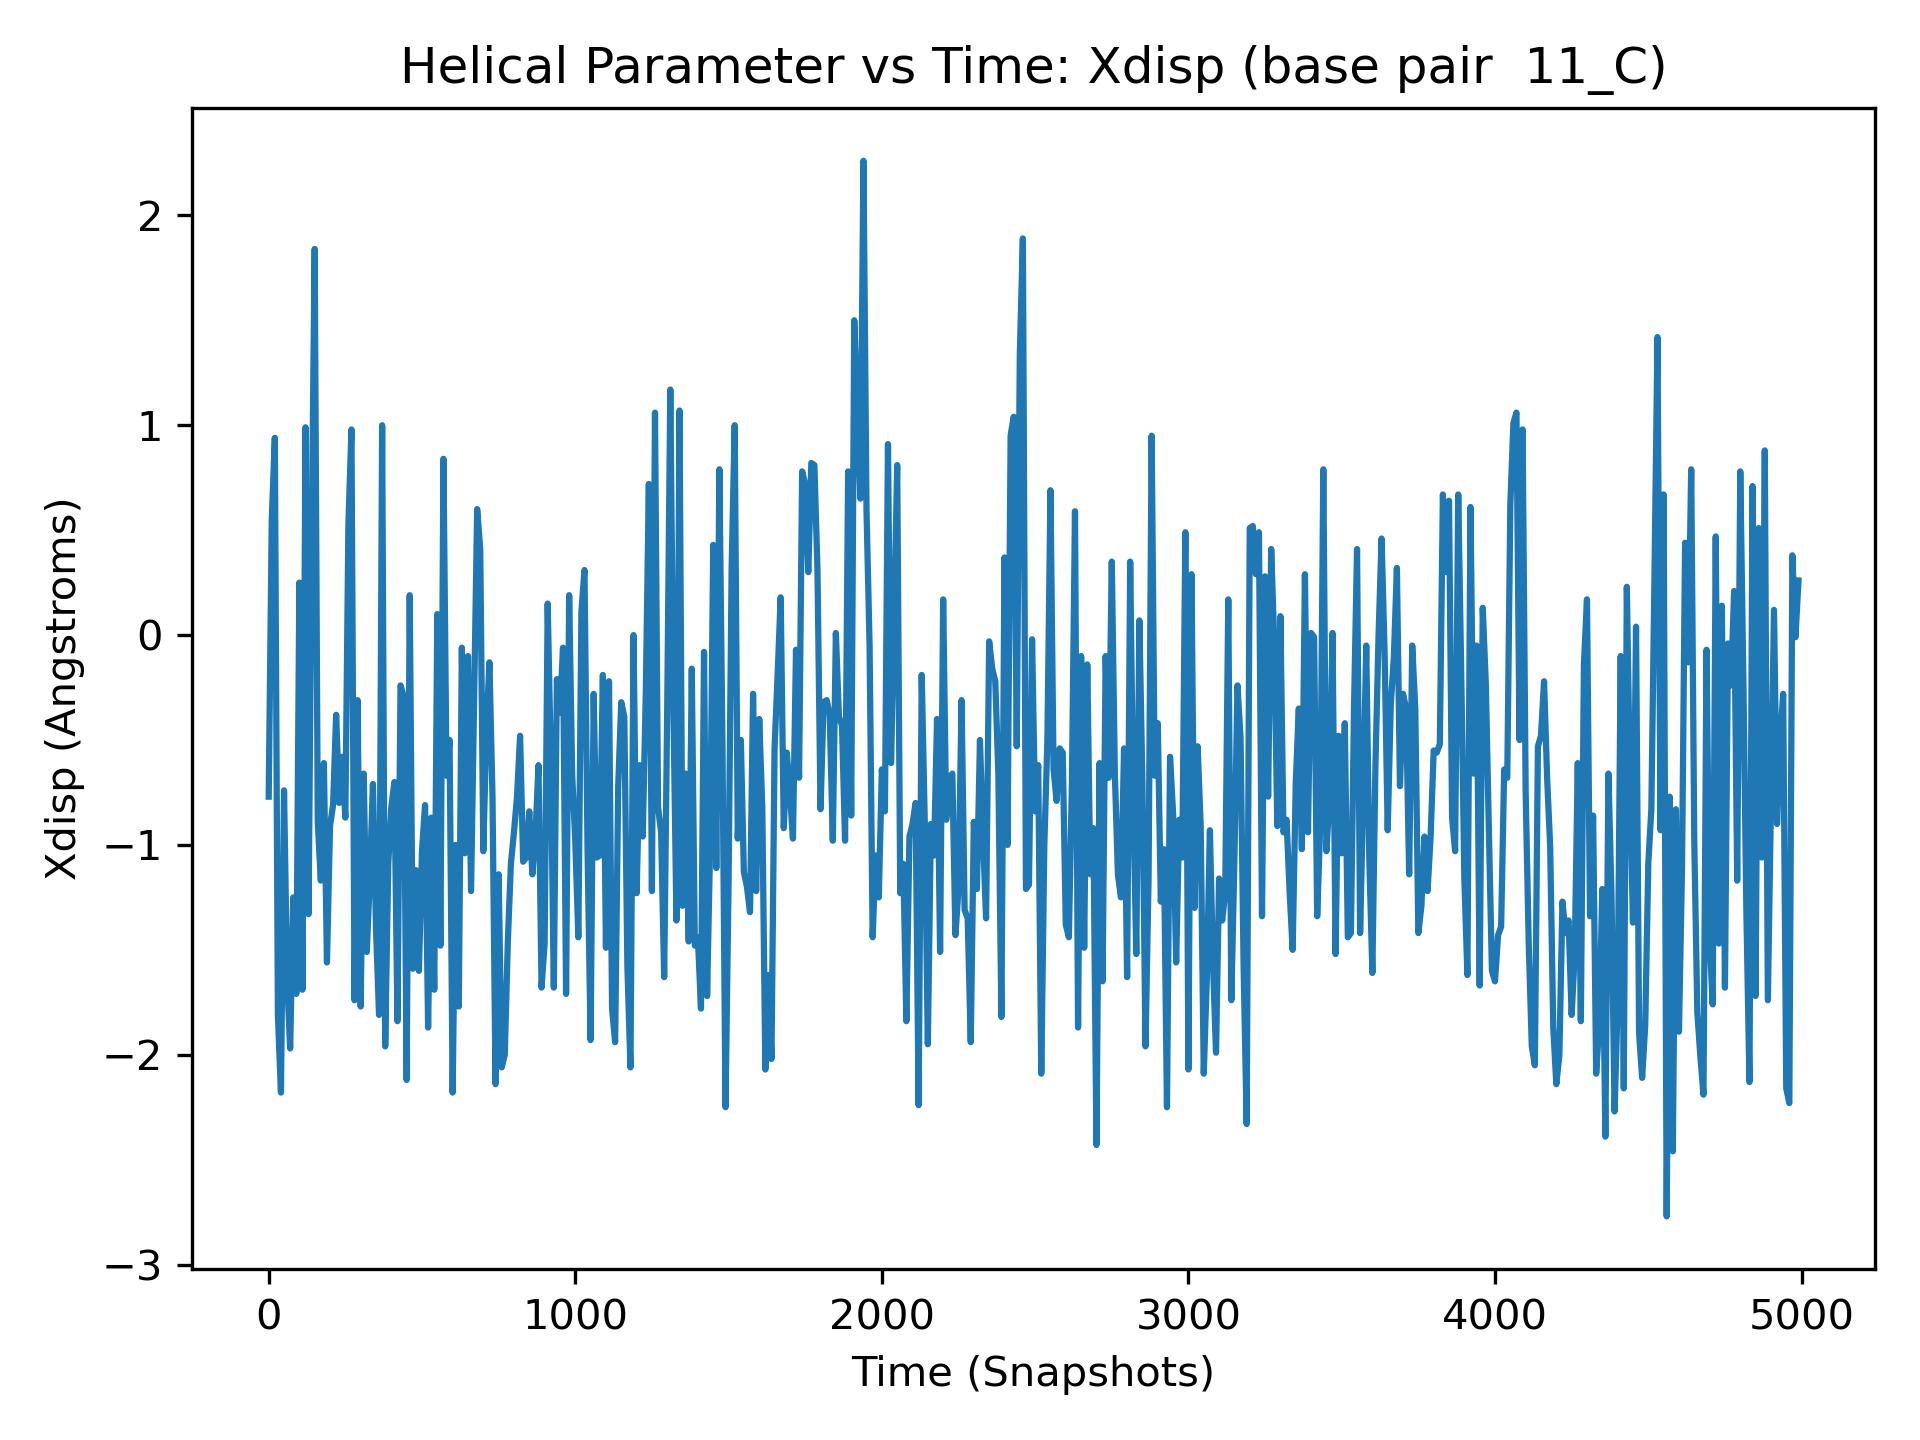 Helical Parameter vs Time: Xdisp (base pair  11_C)
Xdisp (Angstroms)
2
1
0
−1
−2
−3
0 1000 2000 3000 4000 5000
Time (Snapshots)